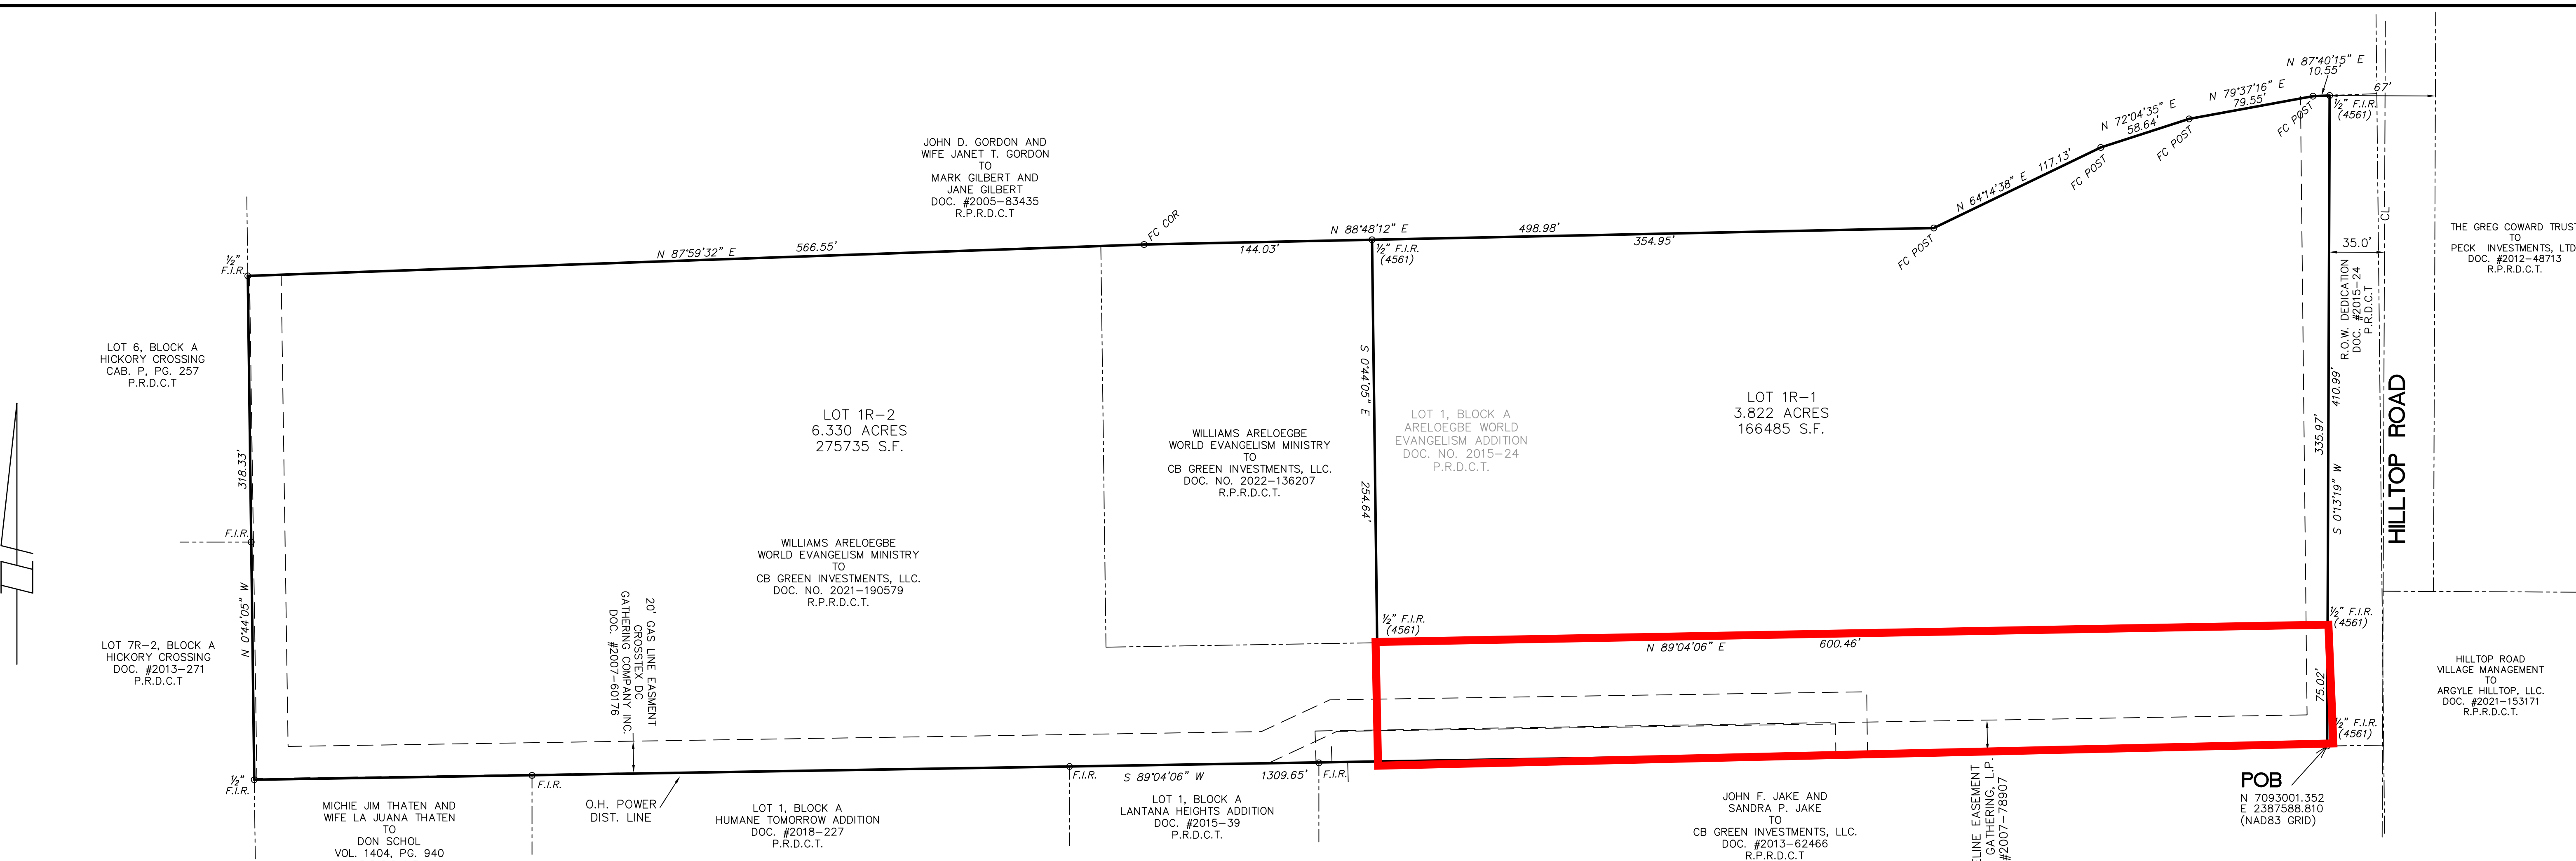 N 87°40'15" E
10.55'
67'
N 79°37'16" E
79.55'
FC POST
½" F.I.R.
(4561)
N 72°04'35" E
58.64'
FC POST
117.13'
N 64°14'38" E
FC POST
JOHN D. GORDON AND
WIFE JANET T. GORDON
TO
MARK GILBERT AND
JANE GILBERT
DOC. #2005-83435
R.P.R.D.C.T
FC COR
N 88°48'12" E
498.98'
354.95'
144.03'
½" F.I.R.
(4561)
FC POST
N 87°59'32" E
566.55'
½"
F.I.R.
CL
35.0'
R.O.W. DEDICATION
DOC. #2015-24
P.R.D.C.T
THE GREG COWARD TRUST
TO
PECK INVESTMENTS, LTD
DOC. #2012-48713
R.P.R.D.C.T.
LOT 6, BLOCK A
HICKORY CROSSING
CAB. P, PG. 257
P.R.D.C.T
318.33'
LOT 1R-2
6.330 ACRES
275735 S.F.
WILLIAMS ARELOEGBE
WORLD EVANGELISM MINISTRY
TO
CB GREEN INVESTMENTS, LLC.
DOC. NO. 2022-136207
R.P.R.D.C.T.
S 0°44'05" E
254.64'
LOT 1, BLOCK A
ARELOEGBE WORLD
EVANGELISM ADDITION
DOC. NO. 2015-24
P.R.D.C.T.
LOT 1R-1
3.822 ACRES
166485 S.F.
410.99'
335.97'
S 0°13'19" W
HILLTOP ROAD
F.I.R.
N 0°44'05" W
WILLIAMS ARELOEGBE
WORLD EVANGELISM MINISTRY
TO
CB GREEN INVESTMENTS, LLC.
DOC. NO. 2021-190579
R.P.R.D.C.T.
20' GAS LINE EASMENT
CROSSTEX DC
GATHERING COMPANY INC.
DOC. #2007-60176
½" F.I.R.
(4561)
½" F.I.R.
(4561)
N 89°04'06" E
600.46'
75.02'
LOT 7R-2, BLOCK A
HICKORY CROSSING
DOC. #2013-271
P.R.D.C.T
HILLTOP ROAD
VILLAGE MANAGEMENT
TO
ARGYLE HILLTOP, LLC.
DOC. #2021-153171
R.P.R.D.C.T.
½" F.I.R.
(4561)
½"
F.I.R.
F.I.R.
F.I.R.
S 89°04'06" W
1309.65'
F.I.R.
POB
N 7093001.352
E 2387588.810
(NAD83 GRID)
MICHIE JIM THATEN AND
WIFE LA JUANA THATEN
TO
DON SCHOL
VOL. 1404, PG. 940
O.H. POWER
DIST. LINE
LOT 1, BLOCK A
HUMANE TOMORROW ADDITION
DOC. #2018-227
P.R.D.C.T.
LOT 1, BLOCK A
LANTANA HEIGHTS ADDITION
DOC. #2015-39
P.R.D.C.T.
JOHN F. JAKE AND
SANDRA P. JAKE
TO
CB GREEN INVESTMENTS, LLC.
DOC. #2013-62466
R.P.R.D.C.T
EASEMENT
GATHERING, L.P.
#2007-78907